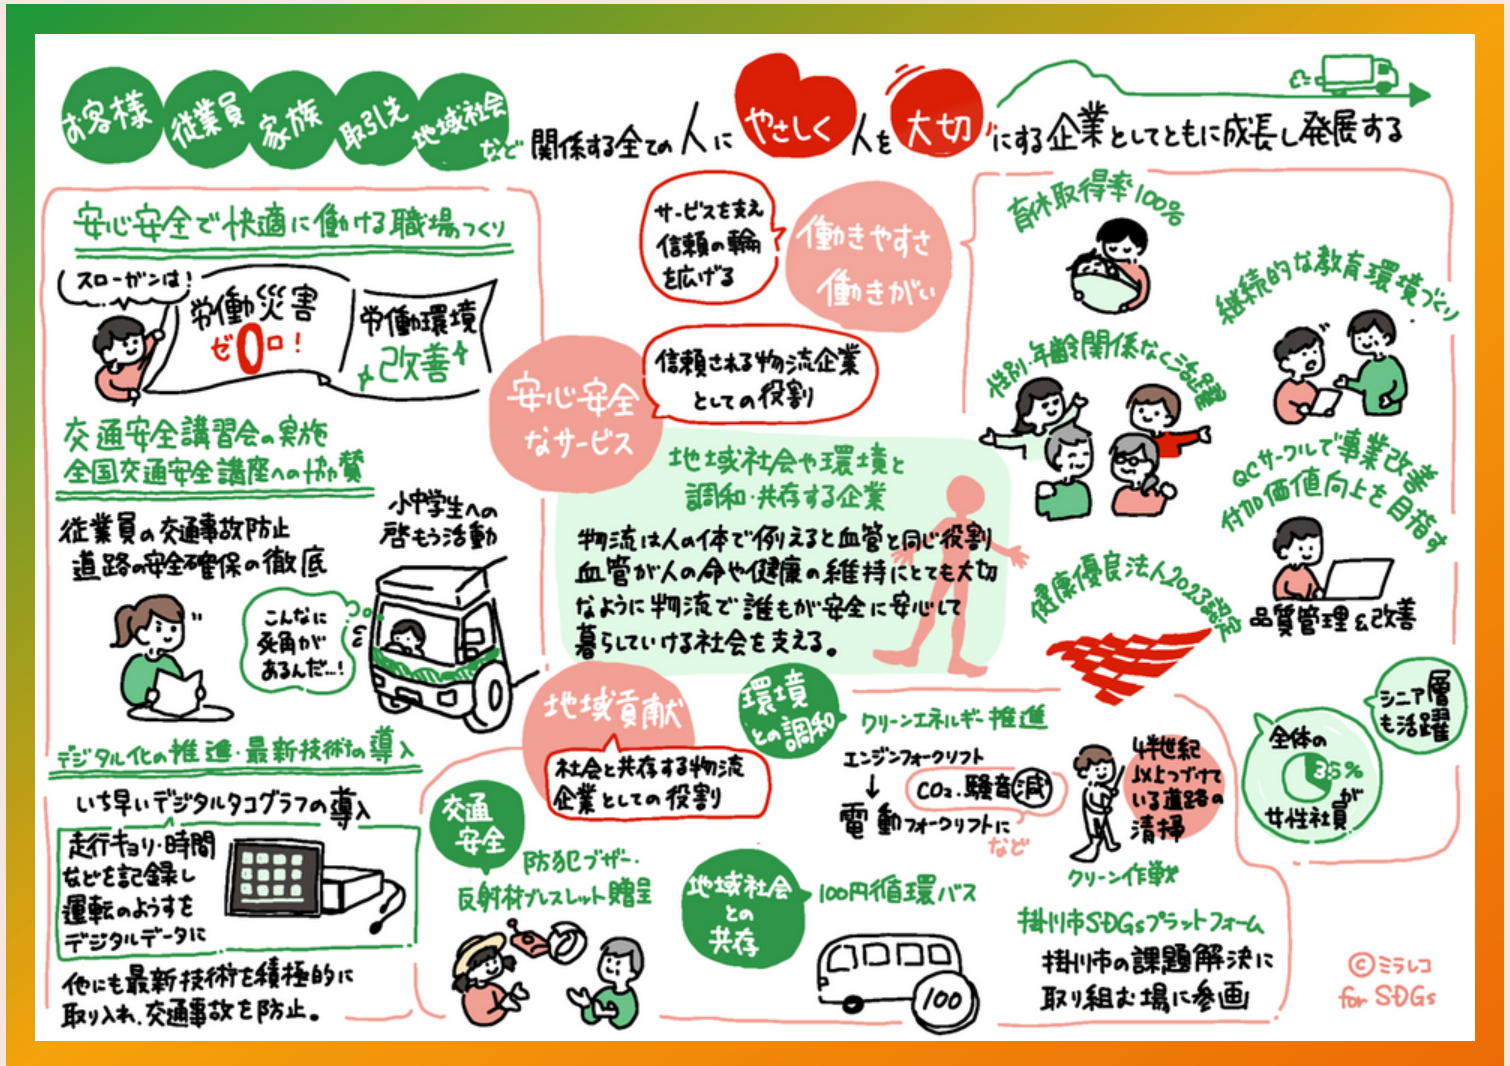 お客様 従業員 家族 取引先 地域社会など 関係する全ての人に やさしく 人を 大切 にする企業としてともに成長し発展する
安心安全で快適に働ける職場づくり
スローガンは!
労働災害
ゼロ!
労働環境
改善
交通安全講習会の実施
全国交通安全講座への協賛
従業員の交通事故防止
道路の安全確保の徹底
小中学生への
啓もう活動
こんなに
死角が
あるんだ…!
デジタル化の推進・最新技術の導入
いち早いデジタルタコグラフの導入
走行キョリ・時間
などを記録し
運転のようすを
デジタルデータに
他にも最新技術を積極的に
取り入れ、交通事故を防止。
サービスを支え
信頼の輪
を広げる
働きやすさ
働きがい
安心安全
なサービス
信頼される物流企業
としての役割
地域社会や環境と
調和・共存する企業
物流は人の体で例えると血管と同じ役割
血管が人の命や健康の維持にとても大切
なように物流で誰もが安全に安心して
暮らしていける社会を支える。
育休取得率100%
継続的な教育環境づくり
性別・年齢関係なく活躍
QCサークルで事業改善
付加価値向上を目指す
品質管理&改善
健康優良法人2023認定
シニア層
も活躍
全体の
35%が
女性社員
地域貢献
社会と共存する物流
企業としての役割
環境
との調和
クリーンエネルギー推進
エンジンフォークリフト
↓
電動フォークリフトに
など
CO₂・騒音減
半世紀
以上つづけて
いる道路の
清掃
クリーン作戦
交通
安全
防犯ブザー・
反射材ブレスレット贈呈
地域社会
との
共存
100円循環バス
100
掛川市SDGsプラットフォーム
掛川市の課題解決に
取り組む場に参画
©ミラレコ
for SDGs